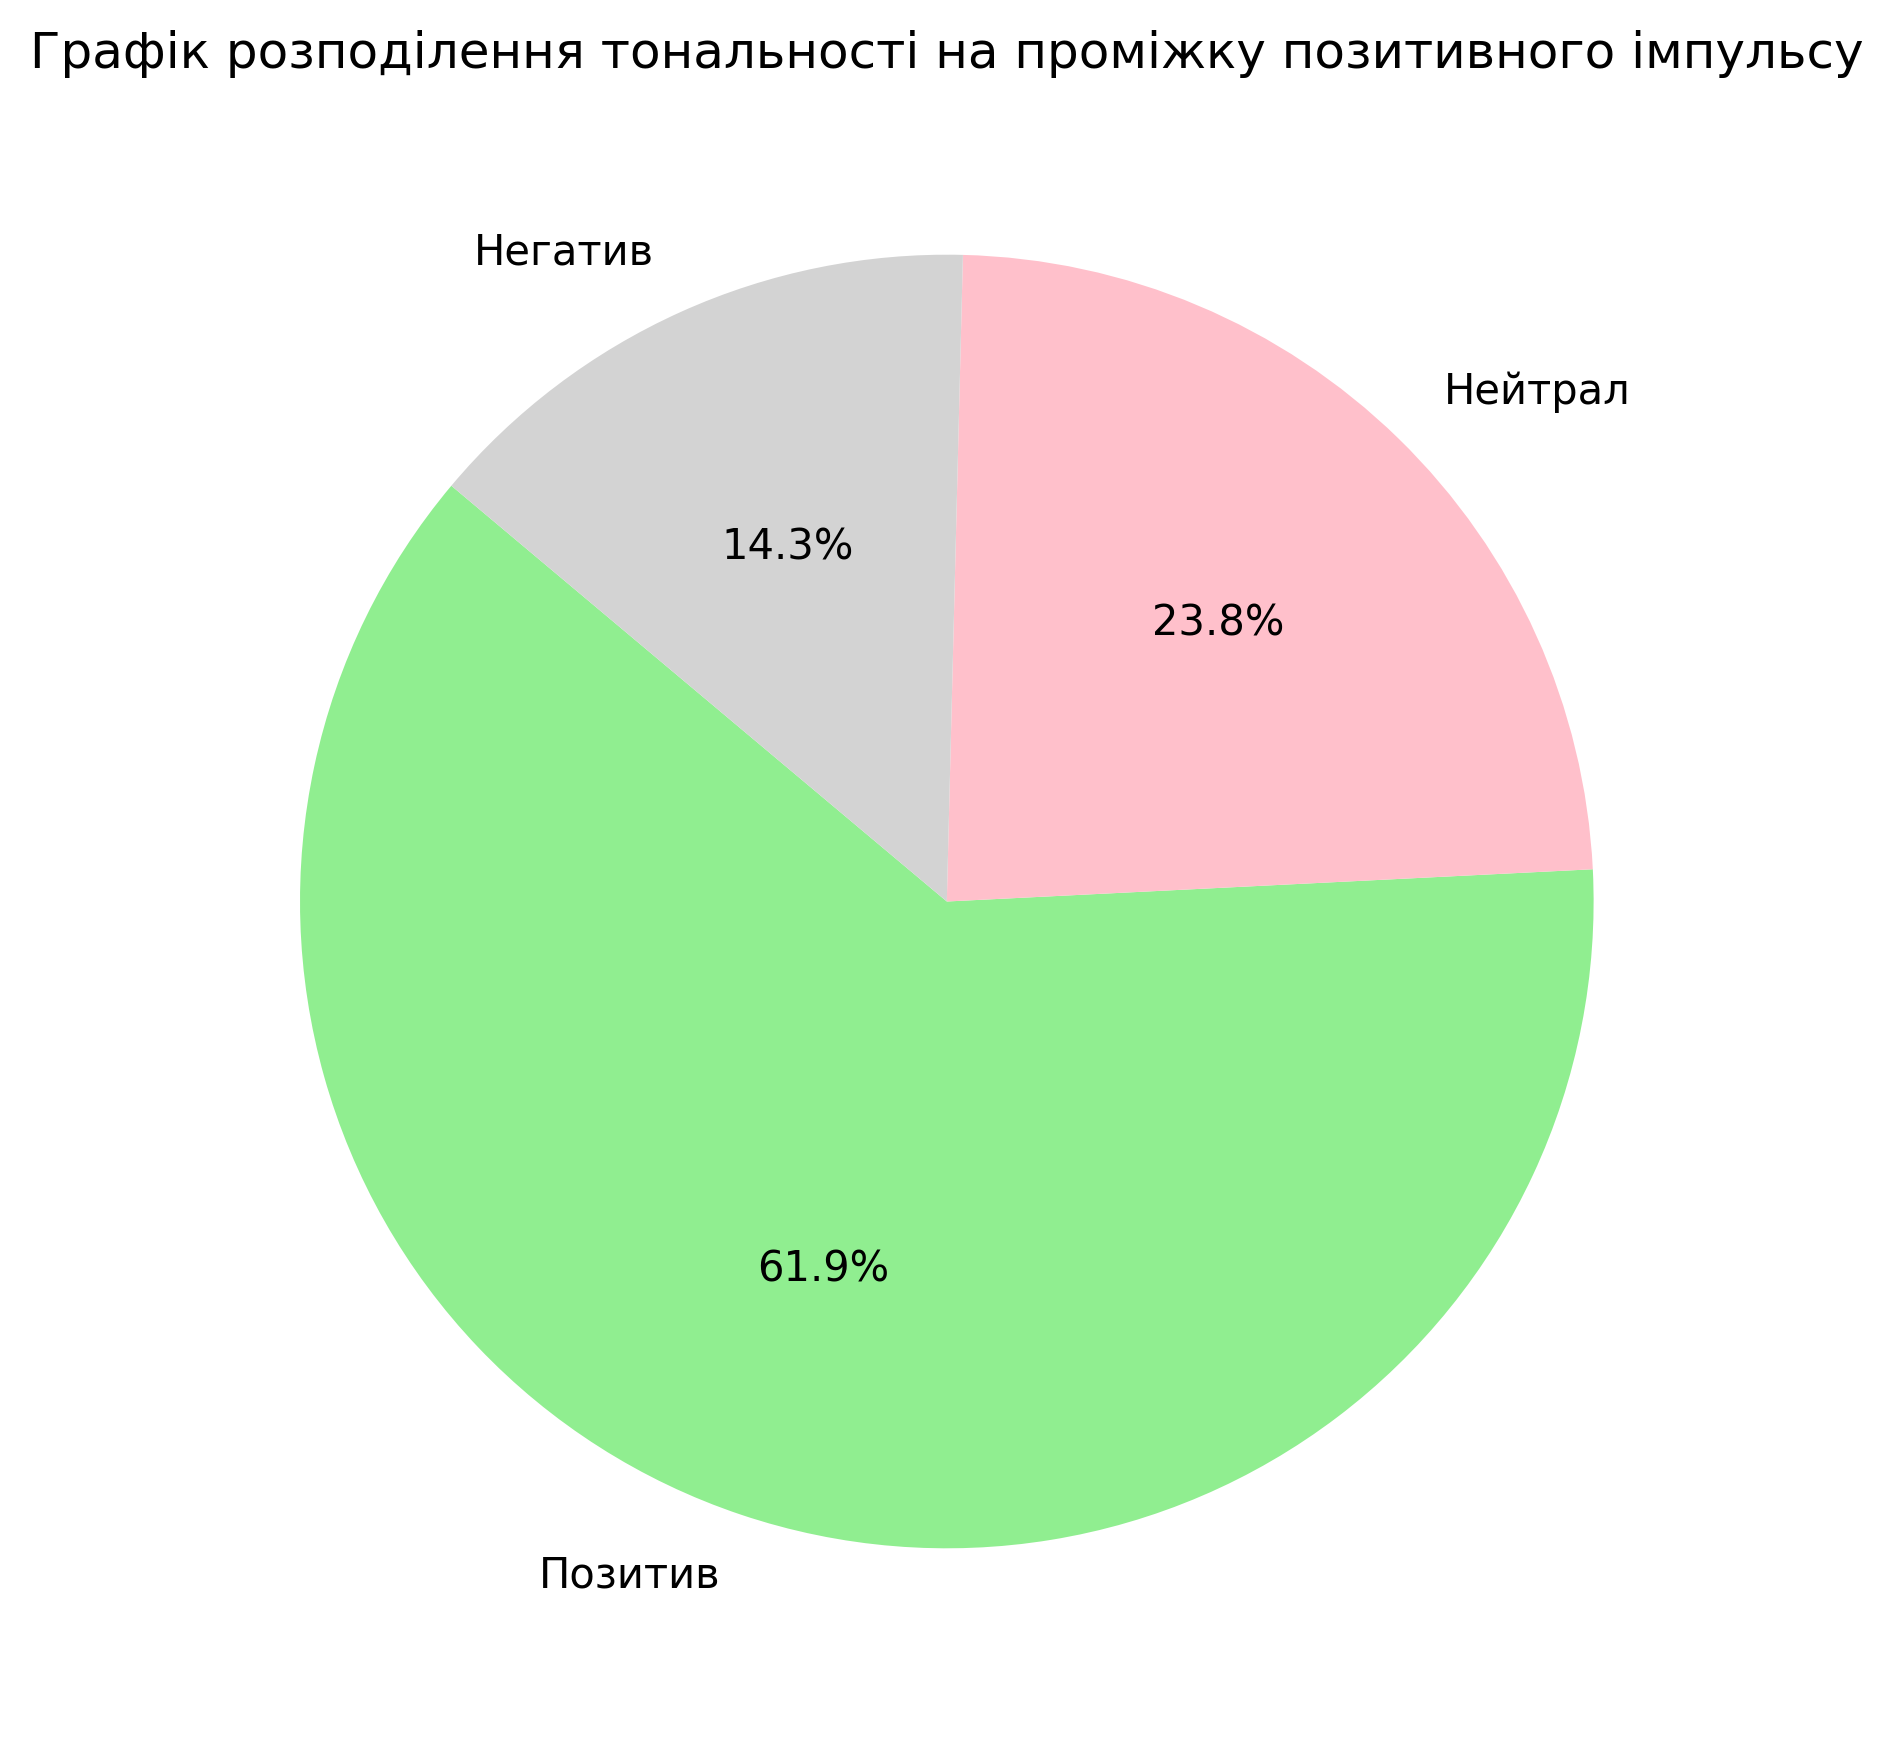 Графік розподілення тональності на проміжку позитивного імпульсу
Негатив
Нейтрал
14.3%
23.8%
61.9%
Позитив